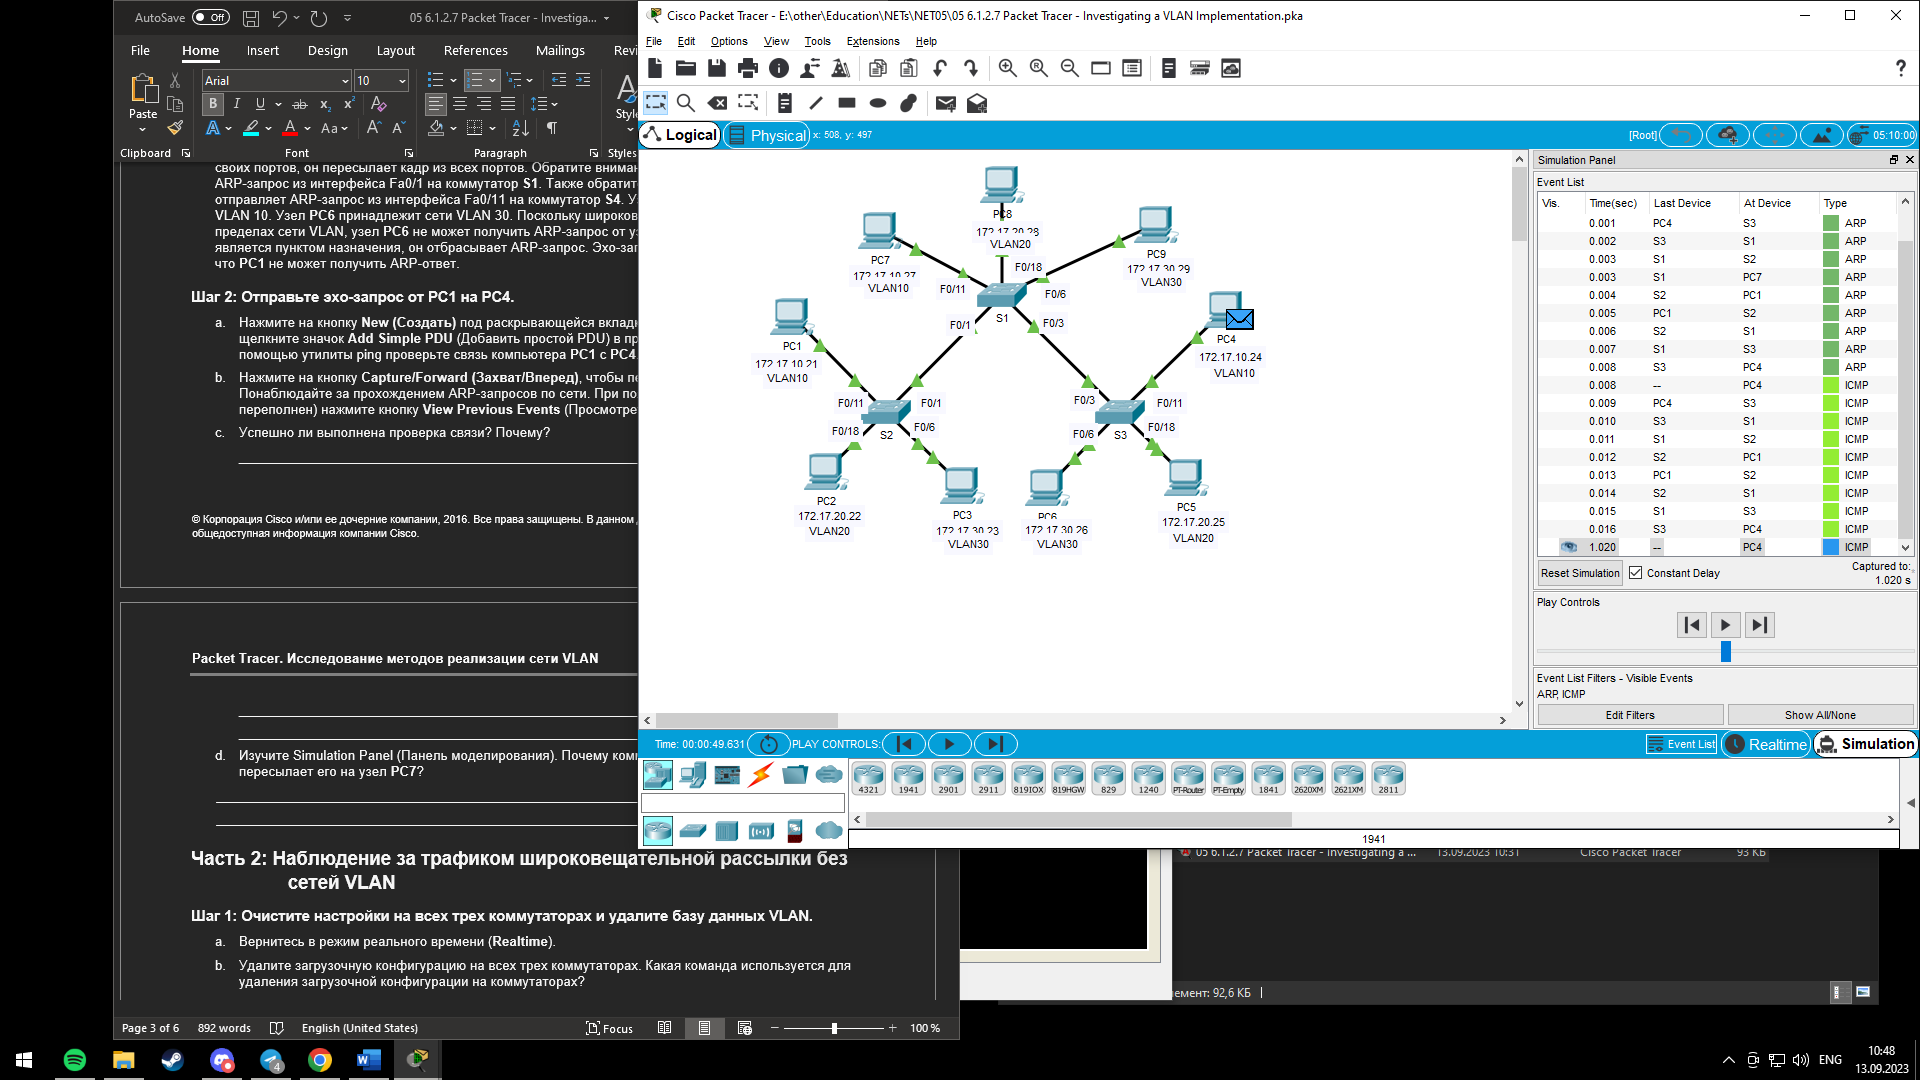 AutoSave Off
05 6.1.2.7 Packet Tracer - Investiga...
File Home Insert Design Layout References Mailings
Arial 10
Paste
Clipboard Font Paragraph Styles
своих портов, он пересылает кадр из всех портов. Обратите
ARP-запрос из интерфейса Fa0/1 на коммутатор S1. Также
отправляет ARP-запрос из интерфейса Fa0/11 на коммутатор S4.
VLAN 10. Узел PC6 принадлежит сети VLAN 30. Поскольку
пределах сети VLAN, узел PC6 не может получить ARP-запрос от
является пунктом назначения, он отбрасывает ARP-запрос.
что PC1 не может получить ARP-ответ.
Шаг 2: Отправьте эхо-запрос от PC1 на PC4.
a. Нажмите на кнопку New (Создать) под раскрывающейся
щелкните значок Add Simple PDU (Добавить простой PDU) в
помощью утилиты ping проверьте связь компьютера PC1 с PC4
b. Нажмите на кнопку Capture/Forward (Захват/Вперед), чтобы
Понаблюдайте за прохождением ARP-запросов по сети. При
переполнен) нажмите кнопку View Previous Events
c. Успешно ли выполнена проверка связи? Почему?
© Корпорация Cisco и/или ее дочерние компании, 2016. Все права защищены. В данном
общедоступная информация компании Cisco.
Packet Tracer. Исследование методов реализации сети VLAN
d. Изучите Simulation Panel (Панель моделирования). Почему
пересылает его на узел PC7?
Часть 2: Наблюдение за трафиком широковещательной рассылки без
сетей VLAN
Шаг 1: Очистите настройки на всех трех коммутаторах и удалите базу данных VLAN.
a. Вернитесь в режим реального времени (Realtime).
b. Удалите загрузочную конфигурацию на всех трех коммутаторах. Какая команда используется для
удаления загрузочной конфигурации на коммутаторах?
Page 3 of 6 892 words English (United States) Focus 100 %
Cisco Packet Tracer - E:\other\Education\NETs\NET05\05 6.1.2.7 Packet Tracer - Investigating a VLAN Implementation.pka
File Edit Options View Tools Extensions Help
Logical Physical x: 508, y: 497 [Root] 05:10:00
PC8
172.17.20.28
VLAN20
PC7
172.17.10.27
VLAN10
PC9
172.17.30.29
VLAN30
F0/18
F0/11
F0/6
S1
F0/1
F0/3
PC1
172.17.10.21
VLAN10
PC4
172.17.10.24
VLAN10
F0/11
F0/1
F0/3
F0/11
F0/18
S2
F0/6
F0/6
S3
F0/18
PC2
172.17.20.22
VLAN20
PC3
172.17.30.23
VLAN30
PC6
172.17.30.26
VLAN30
PC5
172.17.20.25
VLAN20
Simulation Panel
Event List
Vis. Time(sec) Last Device At Device Type
0.001 PC4 S3 ARP
0.002 S3 S1 ARP
0.003 S1 S2 ARP
0.003 S1 PC7 ARP
0.004 S2 PC1 ARP
0.005 PC1 S2 ARP
0.006 S2 S1 ARP
0.007 S1 S3 ARP
0.008 S3 PC4 ARP
0.008 -- PC4 ICMP
0.009 PC4 S3 ICMP
0.010 S3 S1 ICMP
0.011 S1 S2 ICMP
0.012 S2 PC1 ICMP
0.013 PC1 S2 ICMP
0.014 S2 S1 ICMP
0.015 S1 S3 ICMP
0.016 S3 PC4 ICMP
1.020 -- PC4 ICMP
Reset Simulation Constant Delay Captured to:
1.020 s
Play Controls
Event List Filters - Visible Events
ARP, ICMP
Edit Filters Show All/None
Time: 00:00:49.631 PLAY CONTROLS: Event List Realtime Simulation
4321 1941 2901 2911 819IOX 819HGW 829 1240 PT-Router PT-Empty 1841 2620XM 2621XM 2811
1941
05 6.1.2.7 Packet Tracer - Investigating a ... 13.09.2023 10:31 Cisco Packet Tracer 93 КБ
92,6 КБ
4
ENG
10:48
13.09.2023